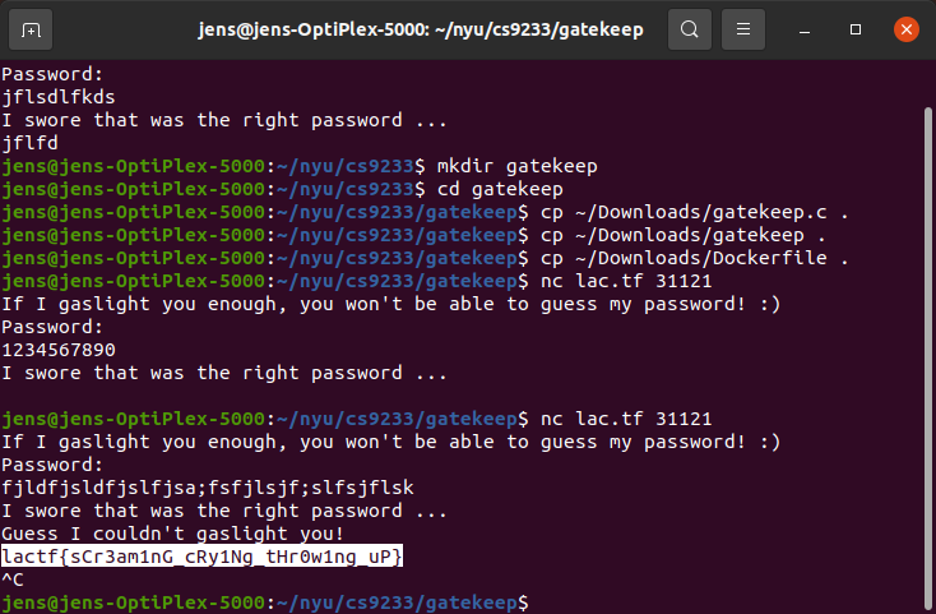 jens@jens-OptiPlex-5000: ~/nyu/cs9233/gatekeep
Password:
jflsdlfkds
I swore that was the right password ...
jflfd
jens@jens-OptiPlex-5000:~/nyu/cs9233$ mkdir gatekeep
jens@jens-OptiPlex-5000:~/nyu/cs9233$ cd gatekeep
jens@jens-OptiPlex-5000:~/nyu/cs9233/gatekeep$ cp ~/Downloads/gatekeep.c .
jens@jens-OptiPlex-5000:~/nyu/cs9233/gatekeep$ cp ~/Downloads/gatekeep .
jens@jens-OptiPlex-5000:~/nyu/cs9233/gatekeep$ cp ~/Downloads/Dockerfile .
jens@jens-OptiPlex-5000:~/nyu/cs9233/gatekeep$ nc lac.tf 31121
If I gaslight you enough, you won't be able to guess my password! :)
Password:
1234567890
I swore that was the right password ...
jens@jens-OptiPlex-5000:~/nyu/cs9233/gatekeep$ nc lac.tf 31121
If I gaslight you enough, you won't be able to guess my password! :)
Password:
fjldfjsldfjslfjsa;fsfjlsjf;slfsjflsk
I swore that was the right password ...
Guess I couldn't gaslight you!
lactf{sCr3am1nG_cRy1Ng_tHr0w1ng_uP}
^C
jens@jens-OptiPlex-5000:~/nyu/cs9233/gatekeep$